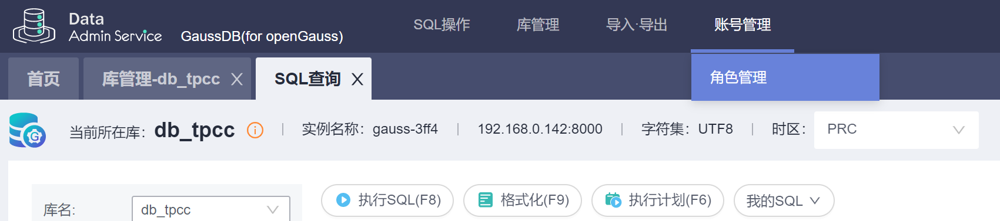 Data
Admin Service
GaussDB(for openGauss)
SQL操作
库管理
导入·导出
账号管理
首页
库管理-db_tpcc
SQL查询
角色管理
当前所在库：db_tpcc
实例名称：gauss-3ff4
192.168.0.142:8000
字符集：UTF8
时区：
PRC
库名:
db_tpcc
执行SQL(F8)
格式化(F9)
执行计划(F6)
我的SQL